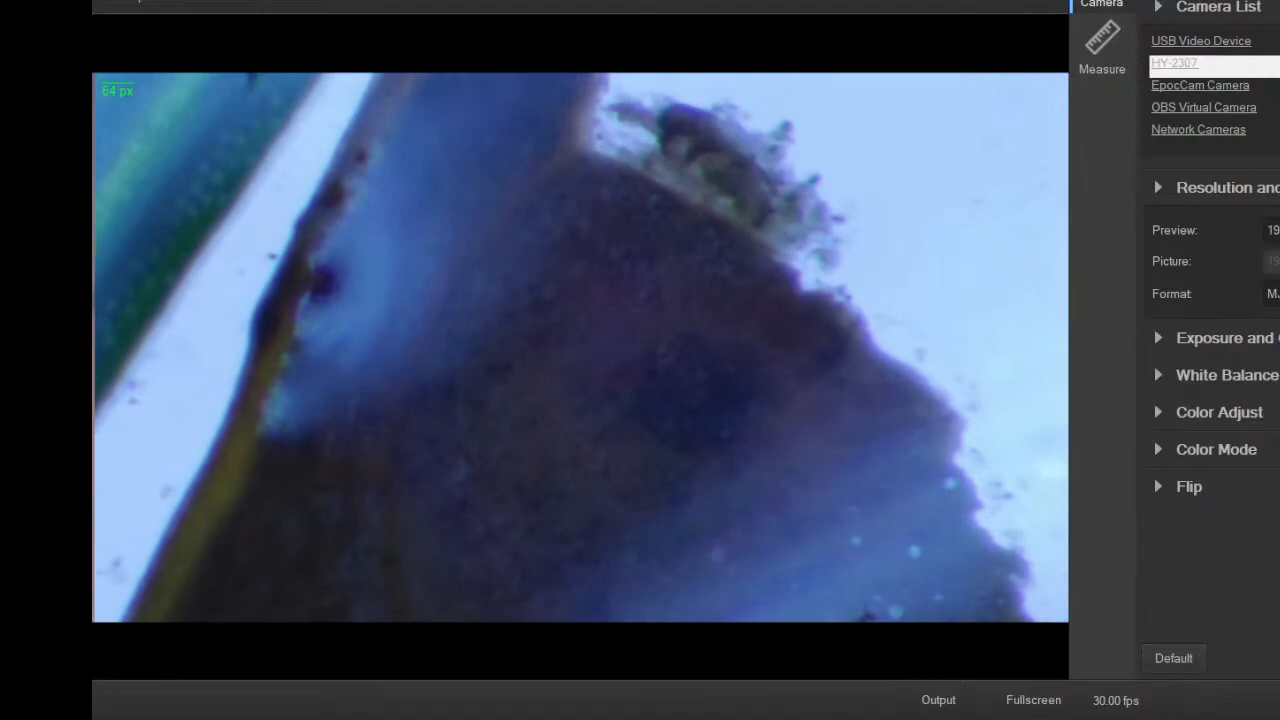 Camera
Camera List
Measure
USB Video Device
HY-2307
EpocCam Camera
OBS Virtual Camera
Network Cameras
64 px
Resolution and
Preview:
19
Picture:
Format:
MJ
Exposure and
White Balance
Color Adjust
Color Mode
Flip
Default
Output
Fullscreen
30.00 fps